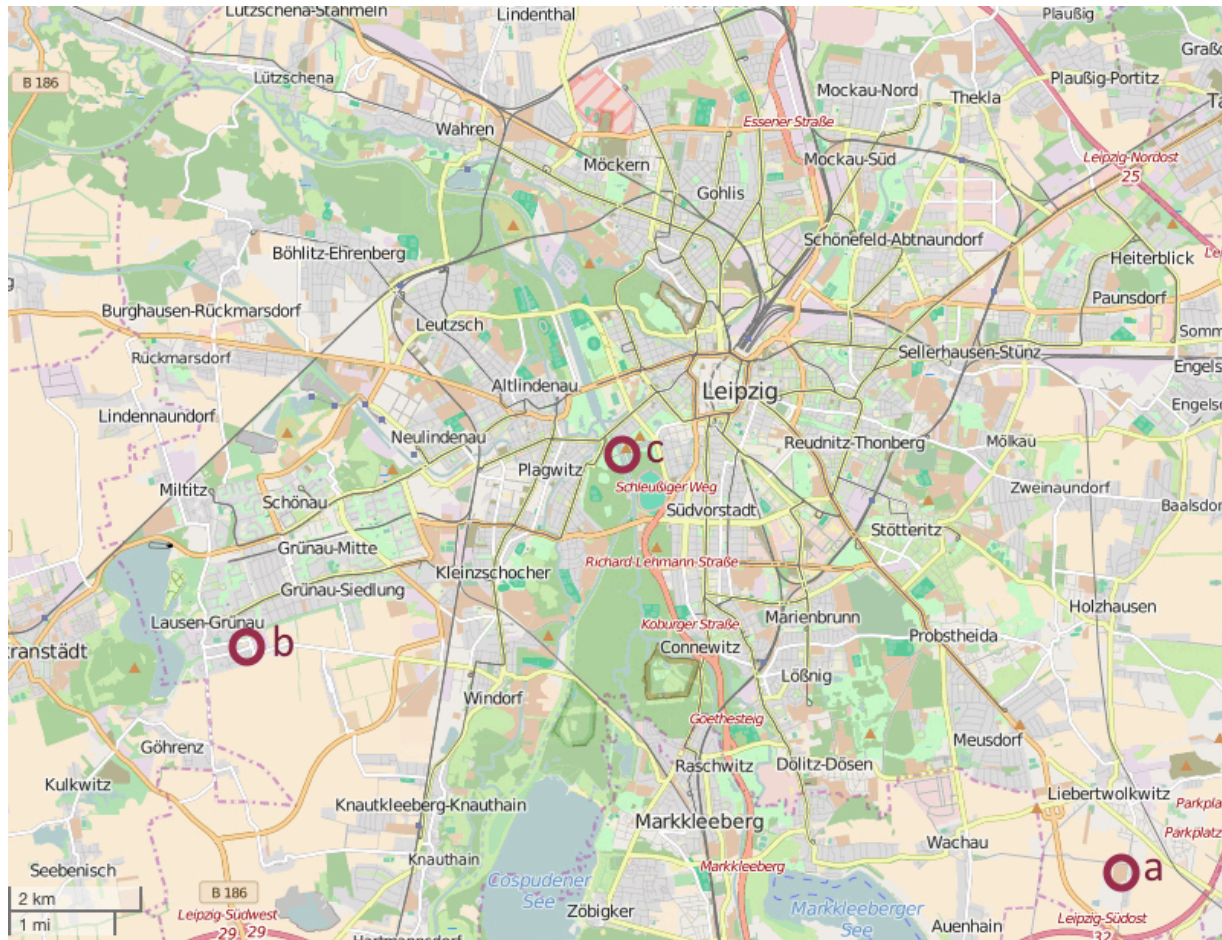 Lützschena-Stahmeln
Lindenthal
Plaußig
B 186
Lützschena
Mockau-Nord
Plaußig-Portitz
Thekla
Wahren
Essener Straße
Möckern
Mockau-Süd
Leipzig-Nordost
25
Gohlis
Böhlitz-Ehrenberg
Schönefeld-Abtnaundorf
Heiterblick
Burghausen-Rückmarsdorf
Paunsdorf
Leutzsch
Rückmarsdorf
Sellerhausen-Stünz
Altlindenau
Leipzig
Lindennaundorf
Neulindenau
Reudnitz-Thonberg
Mölkau
c
Plagwitz
Schleußiger Weg
Miltitz
Schönau
Zweinaundorf
Südvorstadt
Stötteritz
Grünau-Mitte
Richard-Lehmann-Straße
Kleinzschocher
Grünau-Siedlung
Holzhausen
Lausen-Grünau
Marienbrunn
Koburger Straße
Probstheida
b
Connewitz
Lößnig
Windorf
Goethesteig
Göhrenz
Meusdorf
Raschwitz
Dölitz-Dösen
Kulkwitz
Liebertwolkwitz
Knautkleeberg-Knauthain
Markkleeberg
Wachau
Knauthain
Markkleeberg
a
Seebenisch
Cospudener
See
B 186
2 km
Zöbigker
Markkleeberger
See
Leipzig-Südwest
Leipzig-Südost
1 mi
29
29
Auenhain
32